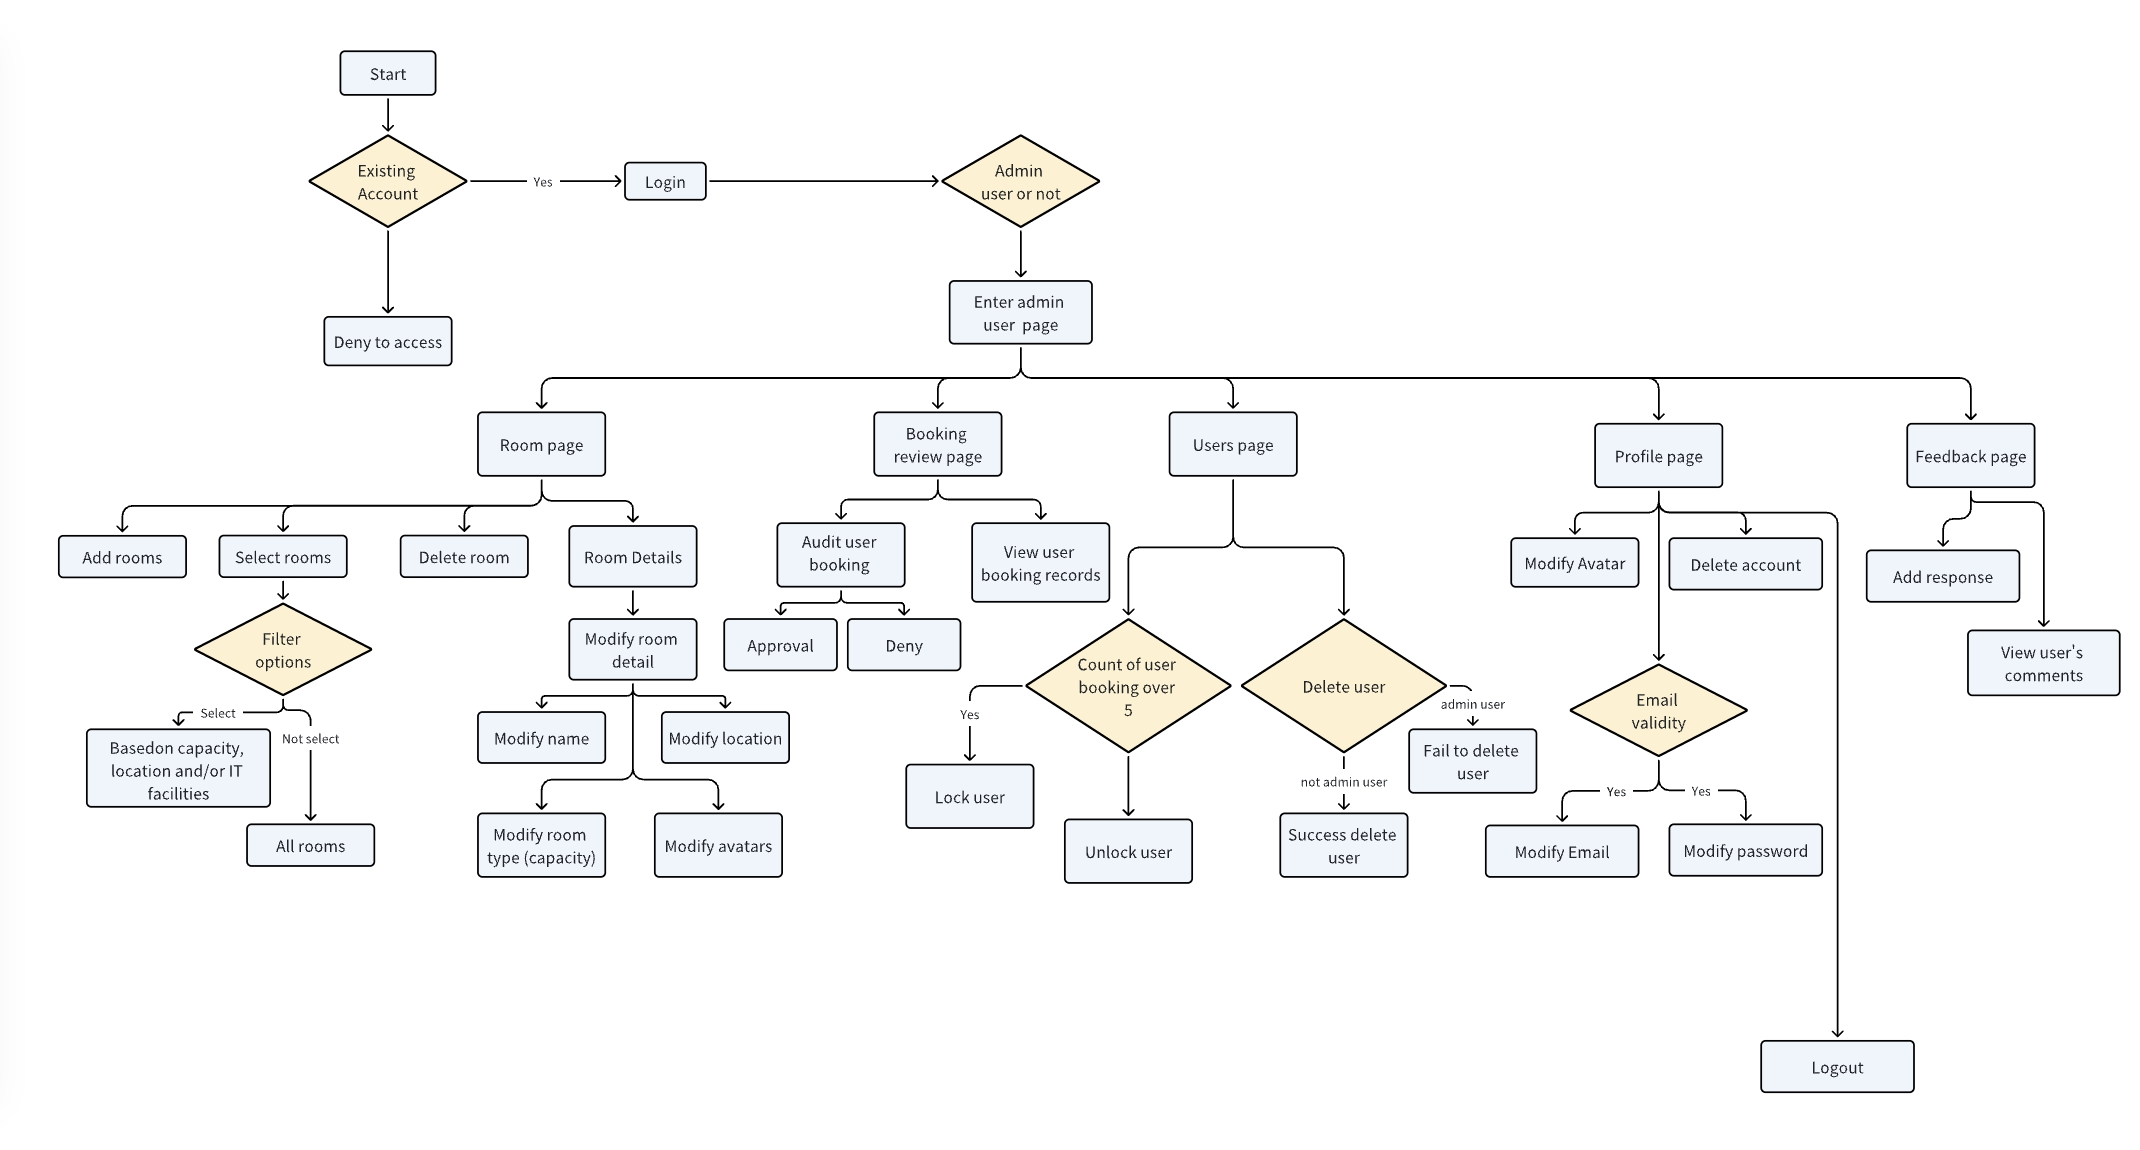 Start
Existing
Account
Yes
Login
Admin
user or not
Deny to access
Enter admin
user page
Room page
Booking
review page
Users page
Profile page
Feedback page
Add rooms
Select rooms
Delete room
Room Details
Audit user
booking
View user
booking records
Modify Avatar
Delete account
Add response
Filter
options
Modify room
detail
Approval
Deny
Count of user
booking over
5
Delete user
admin user
Email
validity
View user's
comments
Select
Not select
Yes
Basedon capacity,
location and/or IT
facilities
Modify name
Modify location
Fail to delete
user
not admin user
Lock user
Yes
Yes
All rooms
Modify room
type (capacity)
Modify avatars
Unlock user
Success delete
user
Modify Email
Modify password
Logout